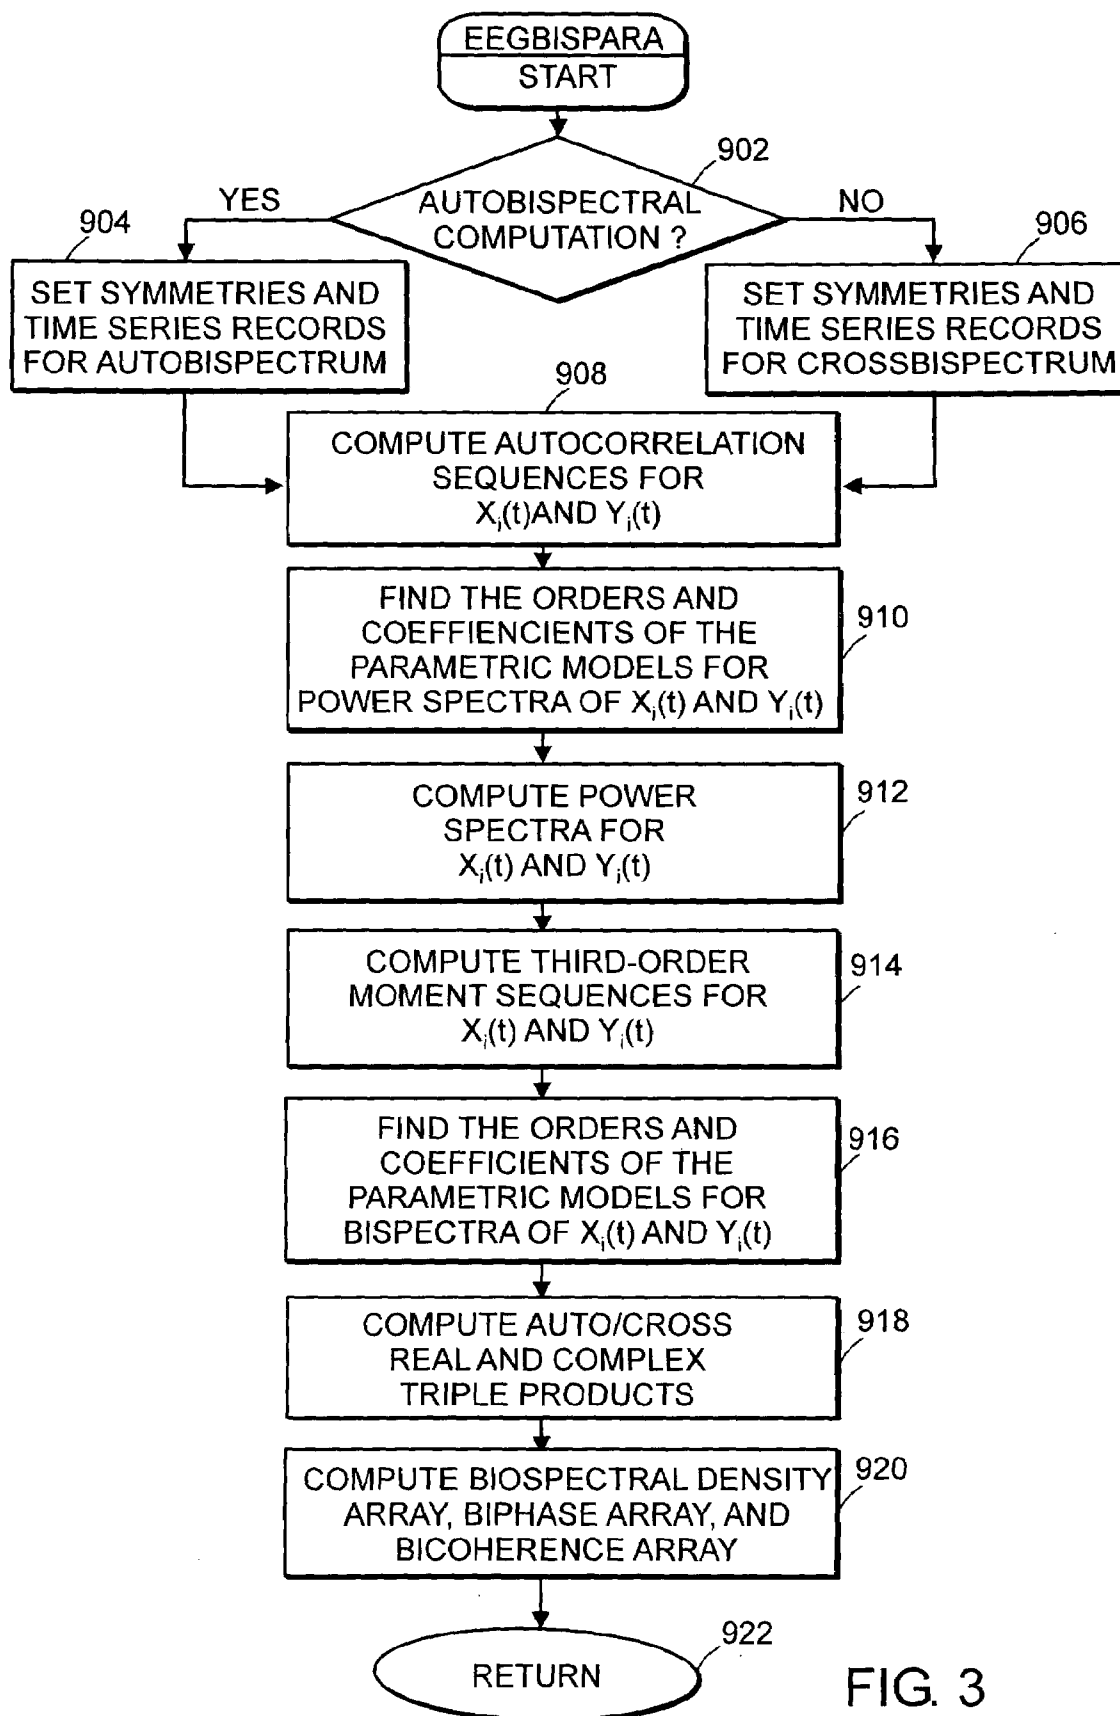 EEGBISPARA
START
902
AUTOBISPECTRAL
COMPUTATION ?
YES
NO
904
906
SET SYMMETRIES AND
TIME SERIES RECORDS
FOR AUTOBISPECTRUM
SET SYMMETRIES AND
TIME SERIES RECORDS
FOR CROSSBISPECTRUM
908
COMPUTE AUTOCORRELATION
SEQUENCES FOR
Xi(t)AND Yi(t)
FIND THE ORDERS AND
COEFFIENCIENTS OF THE
PARAMETRIC MODELS FOR
POWER SPECTRA OF Xi(t) AND Yi(t)
910
COMPUTE POWER
SPECTRA FOR
Xi(t) AND Yi(t)
912
COMPUTE THIRD-ORDER
MOMENT SEQUENCES FOR
Xi(t) AND Yi(t)
914
FIND THE ORDERS AND
COEFFICIENTS OF THE
PARAMETRIC MODELS FOR
BISPECTRA OF Xi(t) AND Yi(t)
916
COMPUTE AUTO/CROSS
REAL AND COMPLEX
TRIPLE PRODUCTS
918
COMPUTE BIOSPECTRAL DENSITY
ARRAY, BIPHASE ARRAY, AND
BICOHERENCE ARRAY
920
RETURN
922
FIG. 3